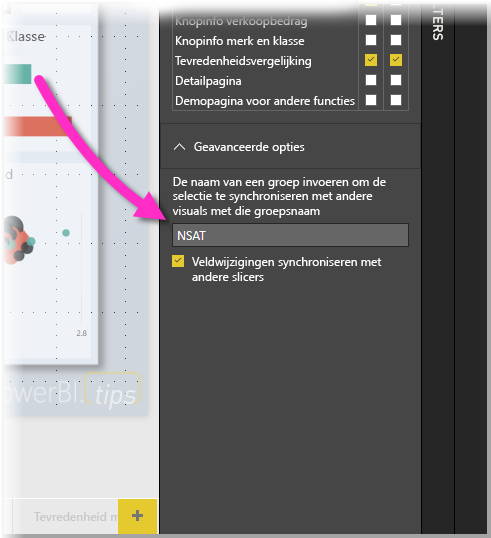 Klasse
d
2.8
owerBI.tips
Tevredenheid m
Knopinfo verkoopbedrag
Knopinfo merk en klasse
Tevredenheidsvergelijking
Detailpagina
Demopagina voor andere functies
Geavanceerde opties
De naam van een groep invoeren om de
selectie te synchroniseren met andere
visuals met die groepsnaam
NSAT
Veldwijzigingen synchroniseren met
andere slicers
TERS